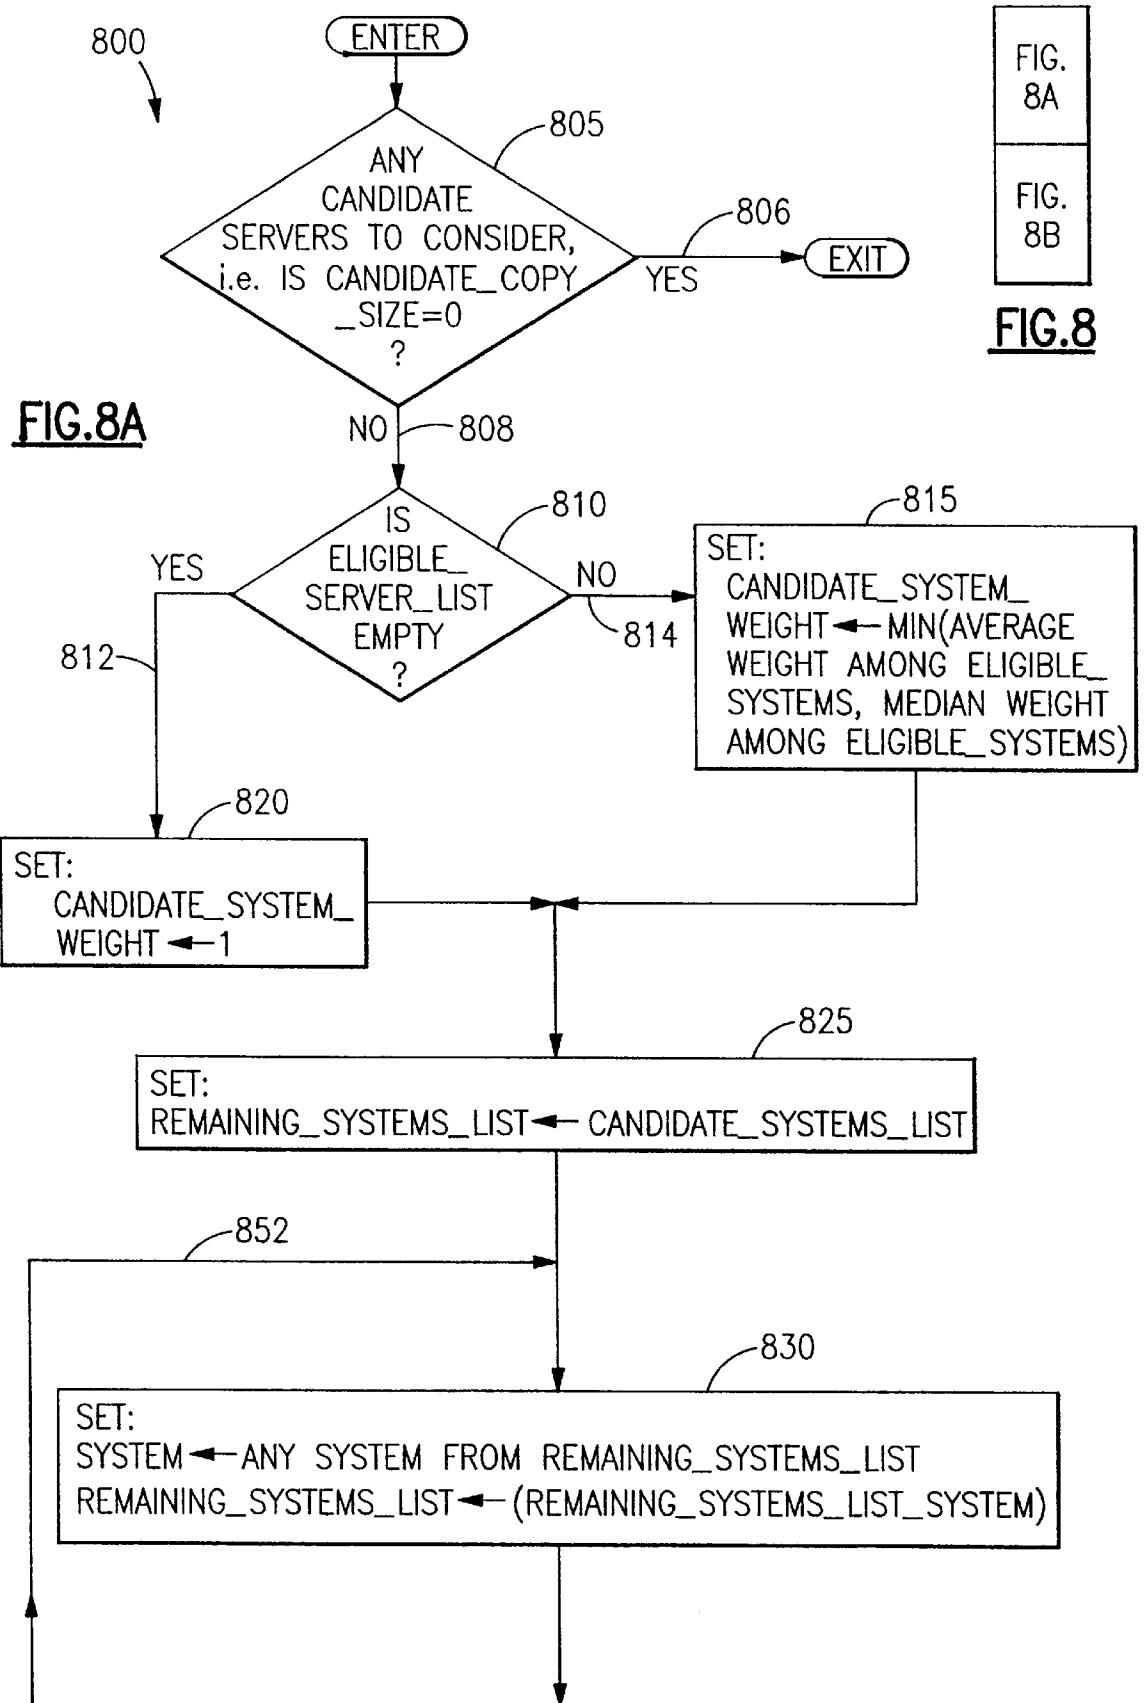 800
ENTER
FIG.
8A
FIG.
8B
FIG.8
805
ANY
CANDIDATE
SERVERS TO CONSIDER,
i.e. IS CANDIDATE_COPY
_SIZE=0
?
806
YES
EXIT
FIG.8A
NO
808
810
IS
ELIGIBLE_
SERVER_LIST
EMPTY
?
YES
812
NO
814
815
SET:
CANDIDATE_SYSTEM_
WEIGHT←MIN(AVERAGE
WEIGHT AMONG ELIGIBLE_
SYSTEMS, MEDIAN WEIGHT
AMONG ELIGIBLE_SYSTEMS)
820
SET:
CANDIDATE_SYSTEM_
WEIGHT←1
825
SET:
REMAINING_SYSTEMS_LIST← CANDIDATE_SYSTEMS_LIST
852
830
SET:
SYSTEM←ANY SYSTEM FROM REMAINING_SYSTEMS_LIST
REMAINING_SYSTEMS_LIST←(REMAINING_SYSTEMS_LIST_SYSTEM)